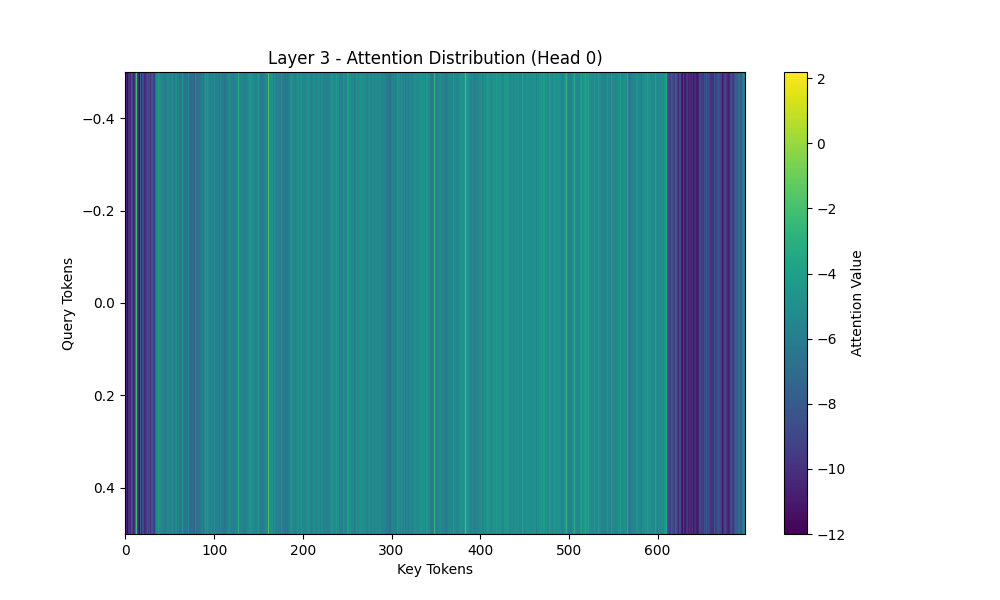 Layer 3 - Attention Distribution (Head 0)
−0.4
−0.2
0.0
0.2
0.4
Query Tokens
0 100 200 300 400 500 600
Key Tokens
2
0
−2
−4
−6
−8
−10
−12
Attention Value